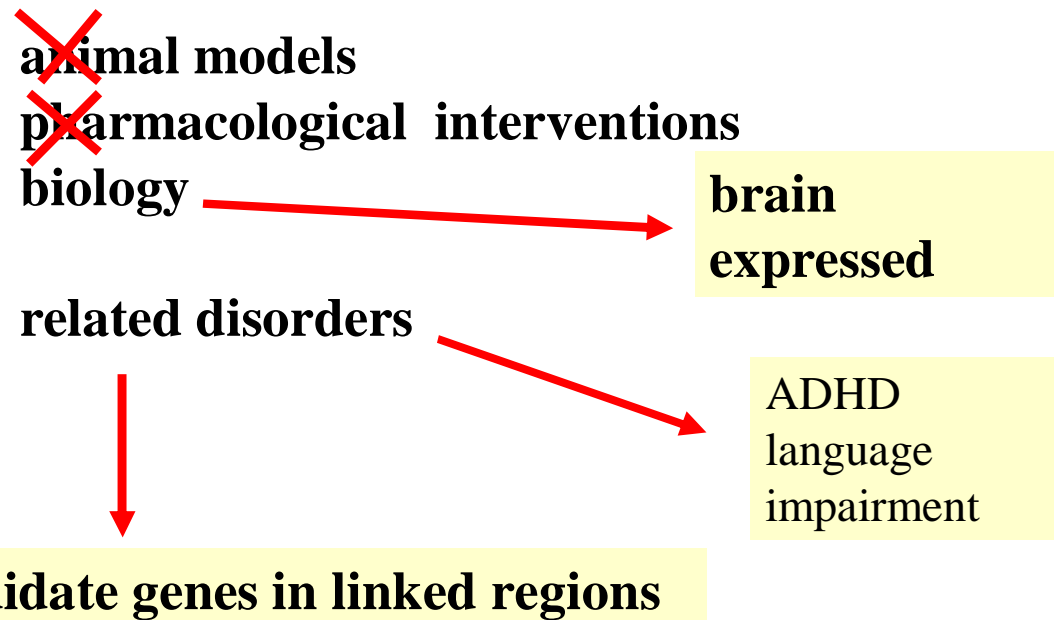 animal models
pharmacological interventions
biology
brain
expressed
related disorders
ADHD
language
impairment
idate genes in linked regions